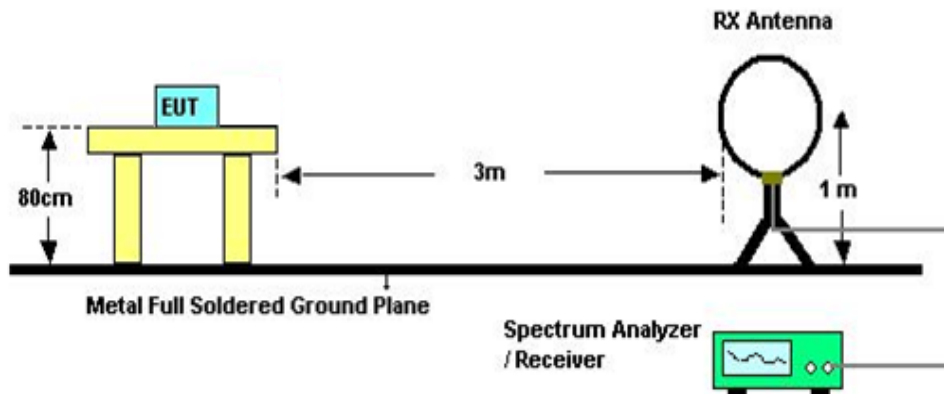 RX Antenna
EUT
80cm
3m
1 m
Metal Full Soldered Ground Plane
Spectrum Analyzer
/ Receiver